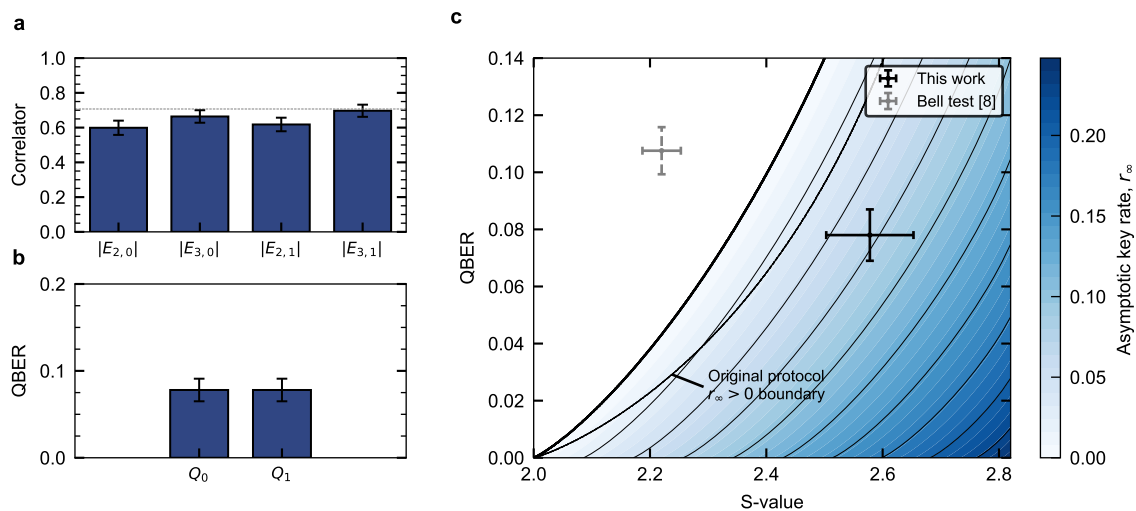 a
1.0
0.8
0.6
0.4
0.2
0.0
Correlator
|E2,0|
|E3,0|
|E2,1|
|E3,1|
b
0.2
0.1
0.0
QBER
Q0
Q1
c
0.14
0.12
0.10
0.08
0.06
0.04
0.02
0.00
QBER
This work
Bell test [8]
Original protocol
r∞ > 0 boundary
2.0
2.2
2.4
2.6
2.8
S-value
0.20
0.15
0.10
0.05
0.00
Asymptotic key rate, r∞